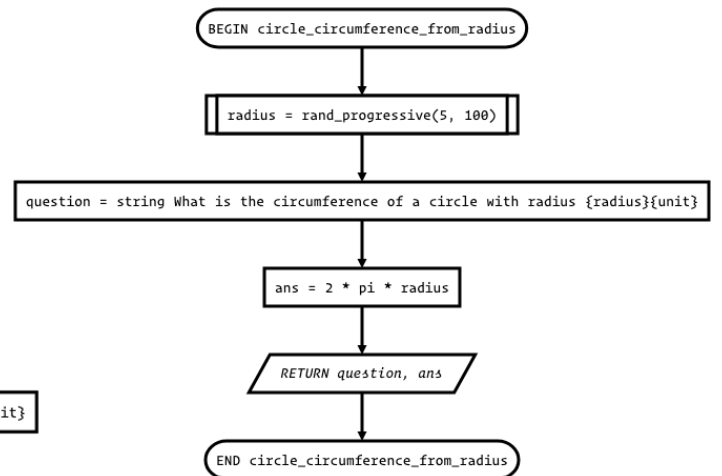 BEGIN circle_circumference_from_radius
radius = rand_progressive(5, 100)
question = string What is the circumference of a circle with radius {radius}{unit}
ans = 2 * pi * radius
RETURN question, ans
it}
END circle_circumference_from_radius